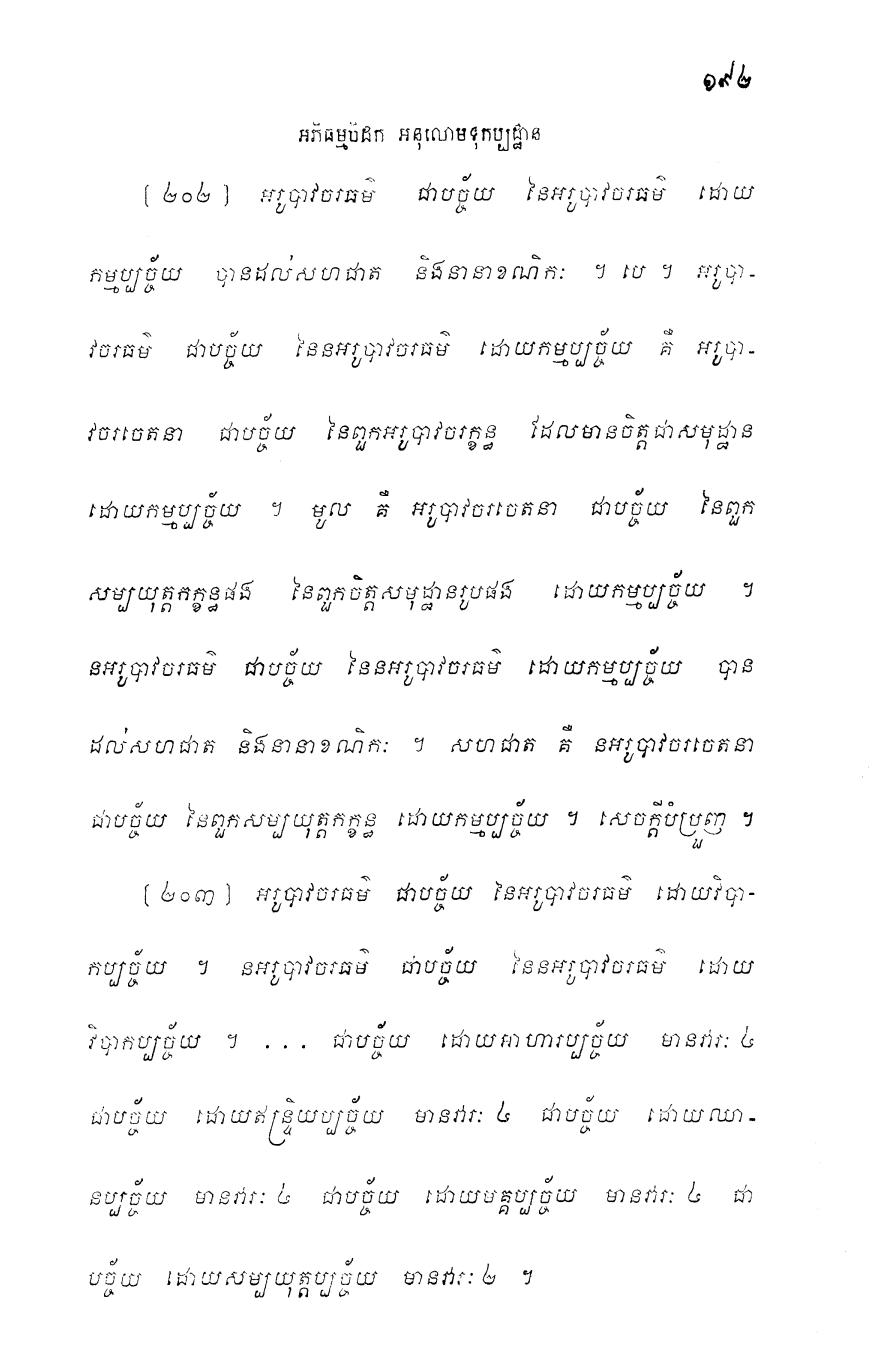 ១៩២
អភិធម្មបិដក អនុលោមទុកប្បដ្ឋាន
[ ២០២ ] អរូបាវចរធម៌ ជាបច្ច័យ នៃអរូបាវចរធម៌ ដោយ
កម្មប្បច្ច័យ បានដល់សហជាត និងនានាខណិកៈ ។ បេ ។ អរូបា-
វចរធម៌ ជាបច្ច័យ នៃនអរូបាវចរធម៌ ដោយកម្មប្បច្ច័យ គឺ អរូបា-
វចរចេតនា ជាបច្ច័យ នៃពួកអរូបាវចរក្ខន្ធ ដែលមានចិត្តជាសមុដ្ឋាន
ដោយកម្មប្បច្ច័យ ។ មូល គឺ អរូបាវចរចេតនា ជាបច្ច័យ នៃពួក
សម្បយុត្តកក្ខន្ធផង នៃពួកចិត្តសមុដ្ឋានរូបផង ដោយកម្មប្បច្ច័យ ។
នអរូបាវចរធម៌ ជាបច្ច័យ នៃនអរូបាវចរធម៌ ដោយកម្មប្បច្ច័យ បាន
ដល់សហជាត និងនានាខណិកៈ ។ សហជាត គឺ នអរូបាវចរចេតនា
ជាបច្ច័យ នៃពួកសម្បយុត្តកក្ខន្ធ ដោយកម្មប្បច្ច័យ ។ សេចក្តីបំប្រួញ ។
[ ២០៣ ] អរូបាវចរធម៌ ជាបច្ច័យ នៃអរូបាវចរធម៌ ដោយវិបា-
កប្បច្ច័យ ។ នអរូបាវចរធម៌ ជាបច្ច័យ នៃនអរូបាវចរធម៌ ដោយ
វិបាកប្បច្ច័យ ។ ... ជាបច្ច័យ ដោយអាហារប្បច្ច័យ មានវារៈ ៤
ជាបច្ច័យ ដោយឥន្ទ្រិយប្បច្ច័យ មានវារៈ ៤ ជាបច្ច័យ ដោយឈា-
នប្បច្ច័យ មានវារៈ ៤ ជាបច្ច័យ ដោយមគ្គប្បច្ច័យ មានវារៈ ៤ ជា
បច្ច័យ ដោយសម្បយុត្តប្បច្ច័យ មានវារៈ ២ ។